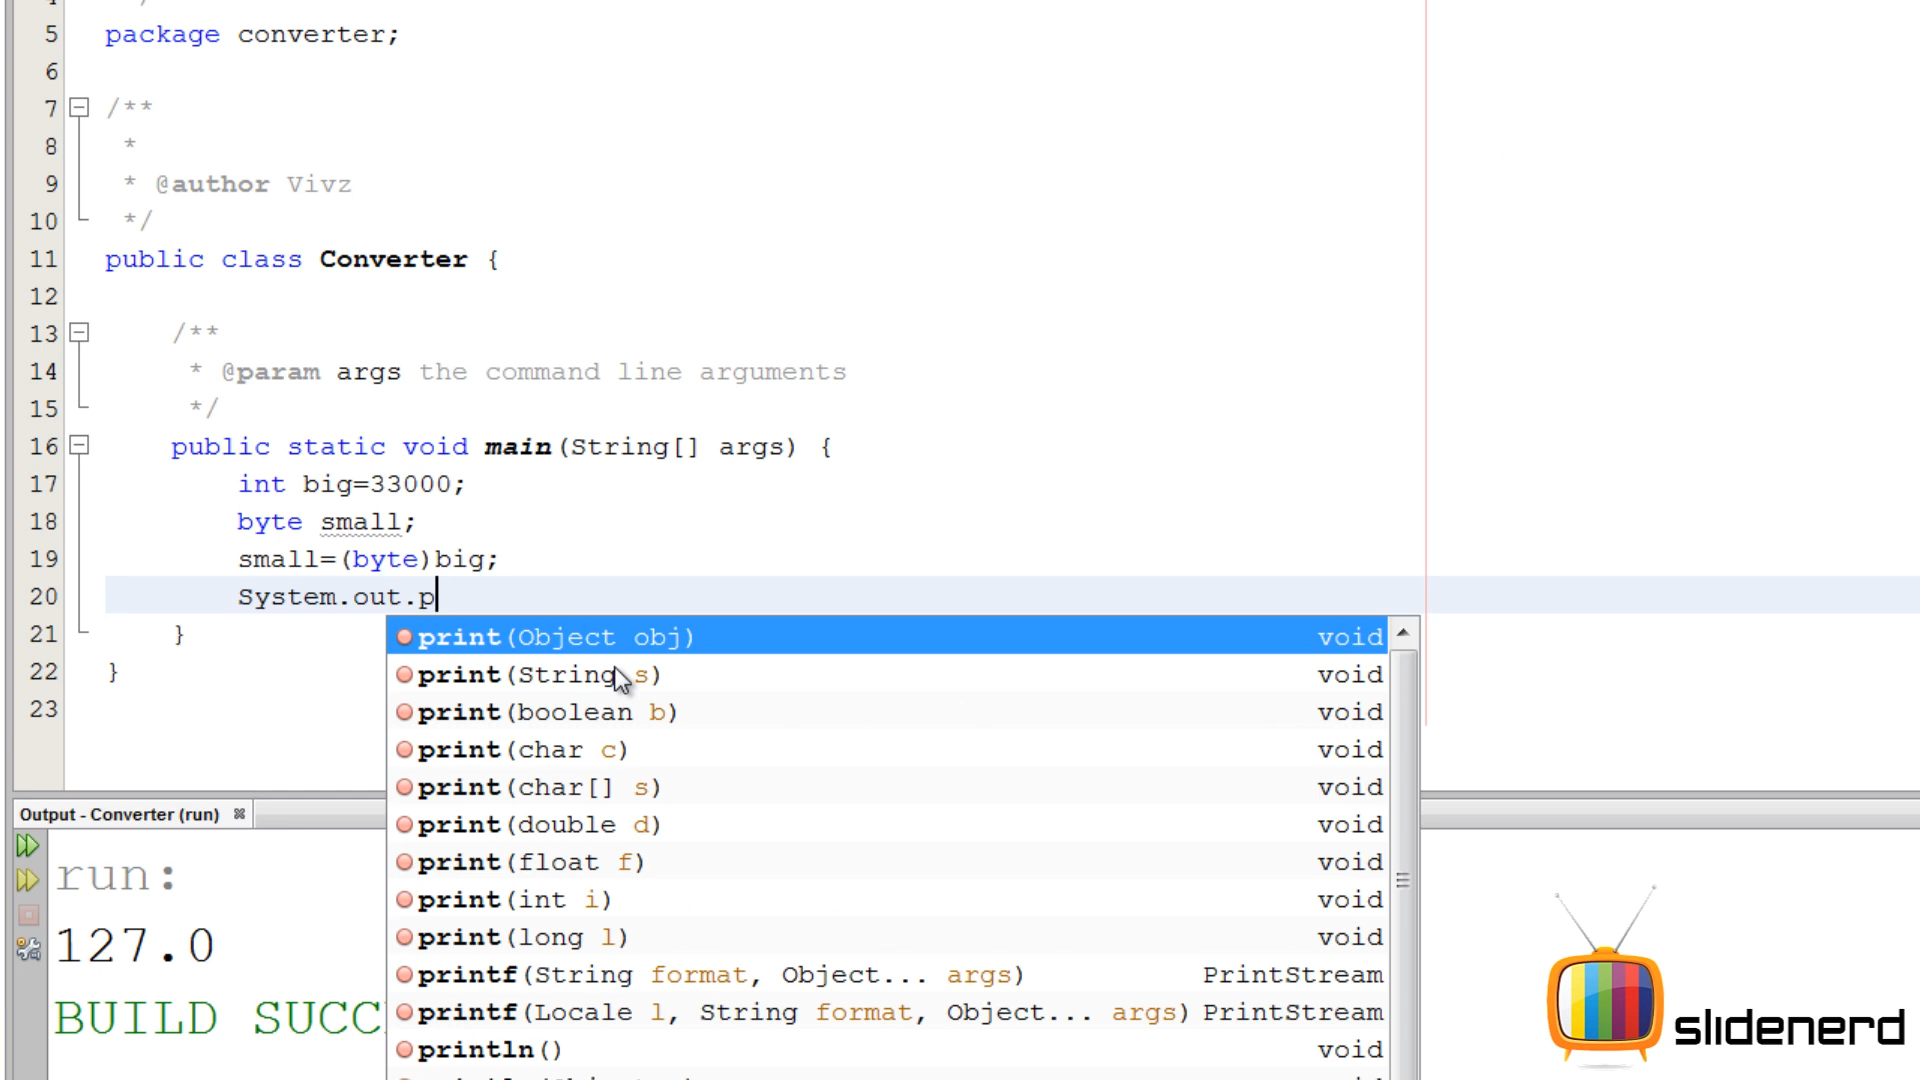 5 package converter;
6
7 /**
8 *
9 * @author Vivz
10 */
11 public class Converter {
12
13 /**
14 * @param args the command line arguments
15 */
16 public static void main(String[] args) {
17 int big=33000;
18 byte small;
19 small=(byte)big;
20 System.out.p
21 }
22 }
23
print(Object obj) void
print(String s) void
print(boolean b) void
print(char c) void
print(char[] s) void
print(double d) void
print(float f) void
print(int i) void
print(long l) void
printf(String format, Object... args) PrintStream
printf(Locale l, String format, Object... args) PrintStream
println() void
Output - Converter (run)
run:
127.0
BUILD SUCC
slidenerd